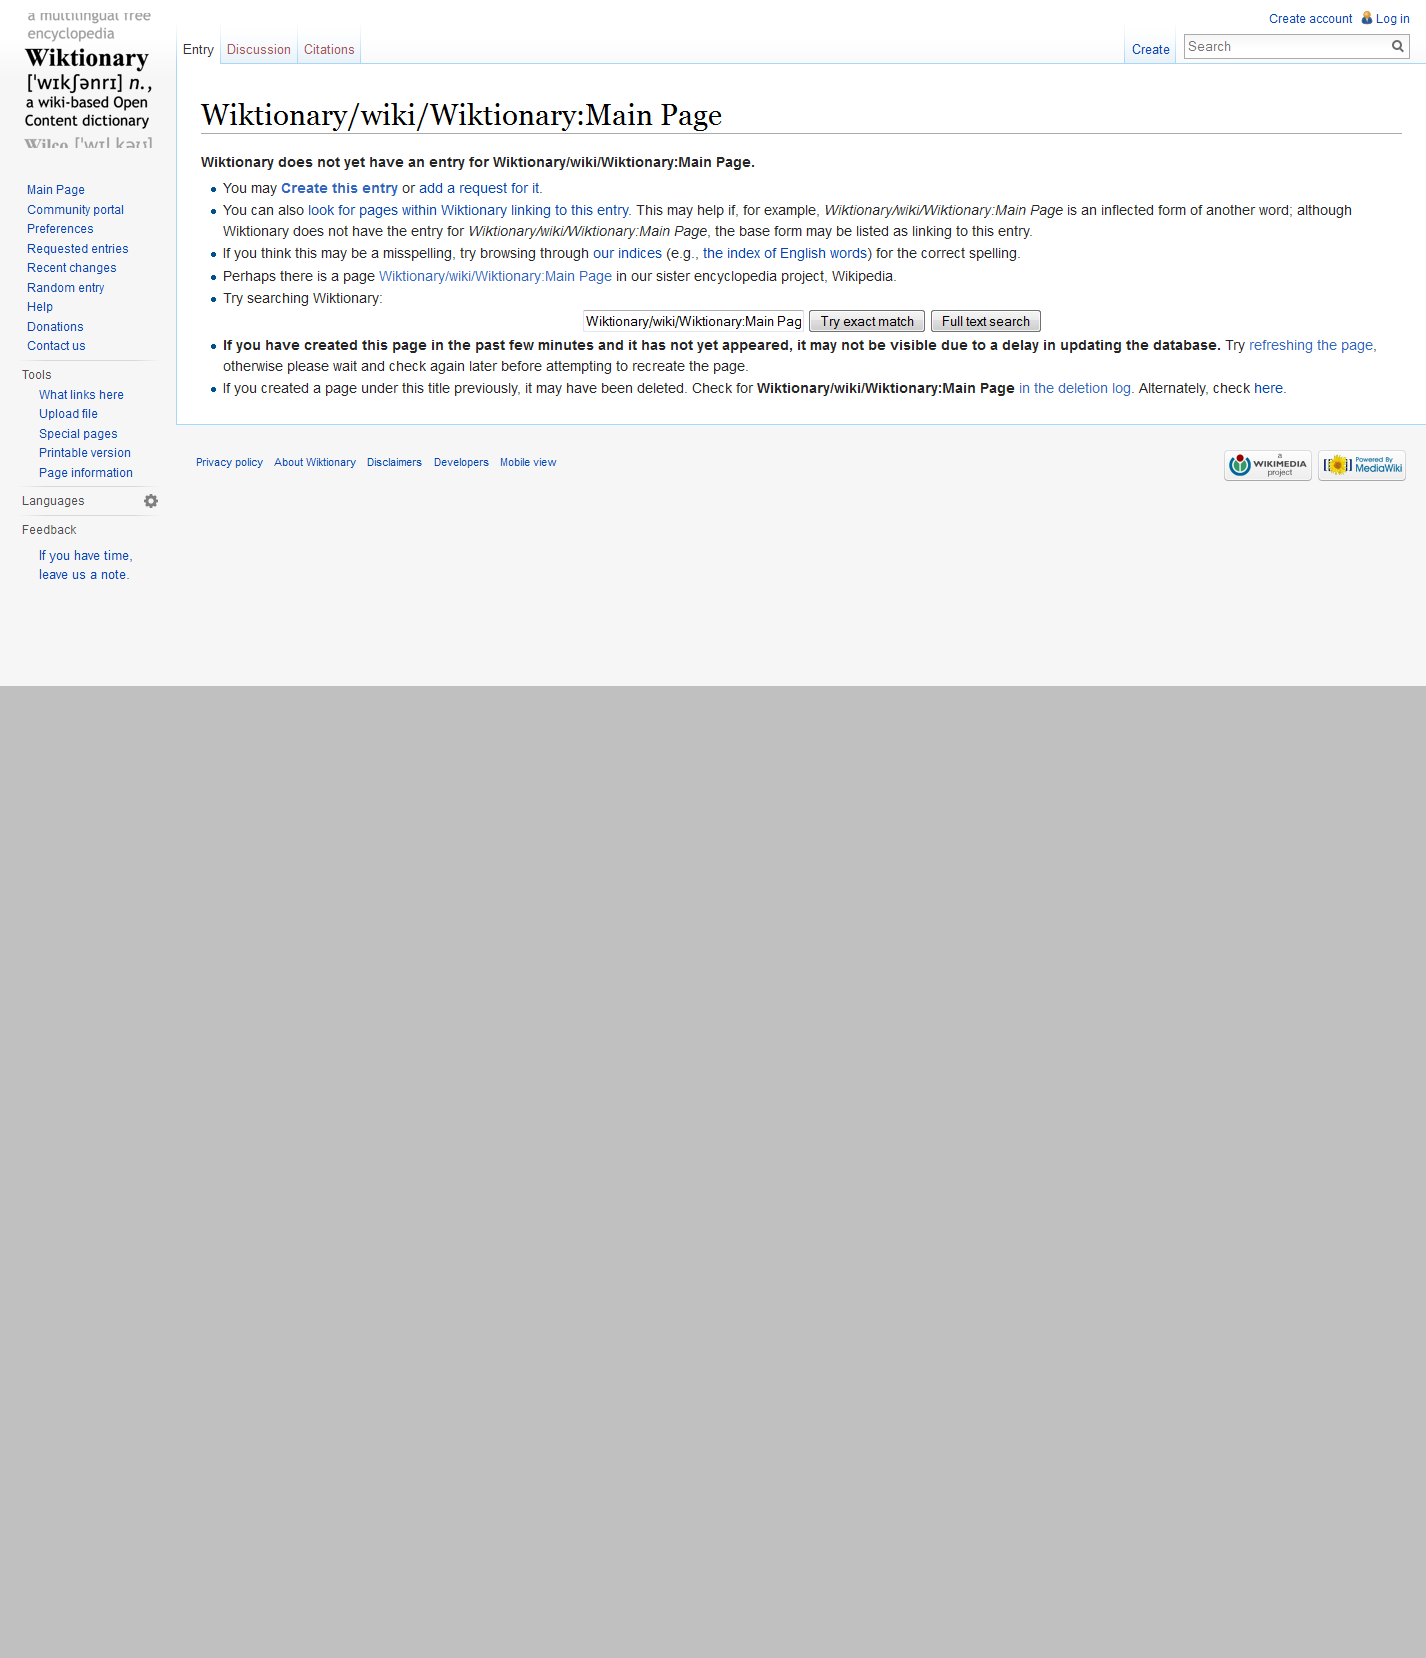 a multilingual free
encyclopedia
Wiktionary
['wɪkʃənrɪ] n.,
a wiki-based Open
Content dictionary
Wilco ['wɪl kəʊ]
Create account Log in
Entry Discussion Citations Create Search
Wiktionary/wiki/Wiktionary:Main Page
Wiktionary does not yet have an entry for Wiktionary/wiki/Wiktionary:Main Page.
You may Create this entry or add a request for it.
You can also look for pages within Wiktionary linking to this entry. This may help if, for example, Wiktionary/wiki/Wiktionary:Main Page is an inflected form of another word; although
Wiktionary does not have the entry for Wiktionary/wiki/Wiktionary:Main Page, the base form may be listed as linking to this entry.
If you think this may be a misspelling, try browsing through our indices (e.g., the index of English words) for the correct spelling.
Perhaps there is a page Wiktionary/wiki/Wiktionary:Main Page in our sister encyclopedia project, Wikipedia.
Try searching Wiktionary:
Wiktionary/wiki/Wiktionary:Main Pag Try exact match Full text search
If you have created this page in the past few minutes and it has not yet appeared, it may not be visible due to a delay in updating the database. Try refreshing the page,
otherwise please wait and check again later before attempting to recreate the page.
If you created a page under this title previously, it may have been deleted. Check for Wiktionary/wiki/Wiktionary:Main Page in the deletion log. Alternately, check here.
Main Page
Community portal
Preferences
Requested entries
Recent changes
Random entry
Help
Donations
Contact us
Tools
What links here
Upload file
Special pages
Printable version
Page information
Languages
Feedback
If you have time,
leave us a note.
Privacy policy About Wiktionary Disclaimers Developers Mobile view
a
WIKIMEDIA
project
Powered By
MediaWiki